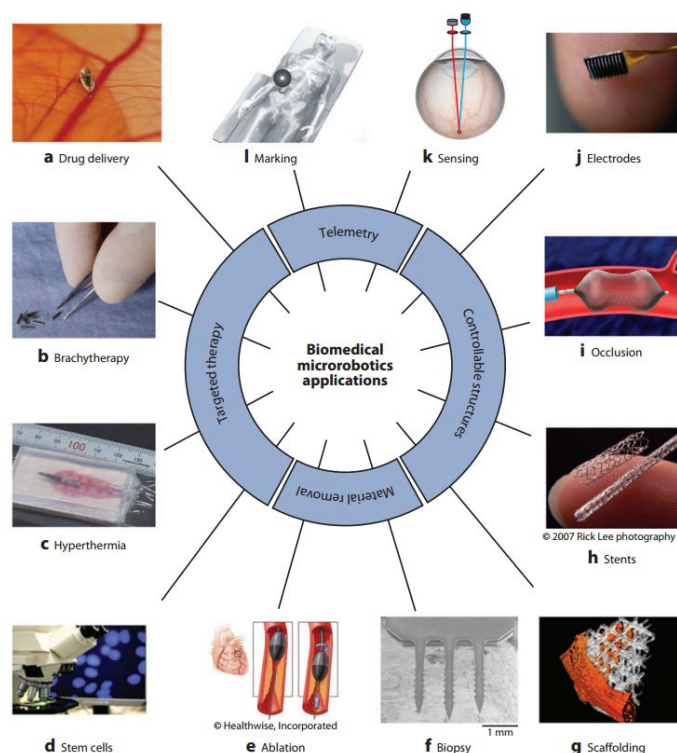 a Drug delivery
l Marking
k Sensing
j Electrodes
Telemetry
b Brachytherapy
Targeted therapy
Biomedical
microrobotics
applications
Controllable structures
i Occlusion
100
c Hyperthermia
Material removal
© 2007 Rick Lee photography
h Stents
d Stem cells
© Healthwise, Incorporated
e Ablation
f Biopsy
1 mm
g Scaffolding